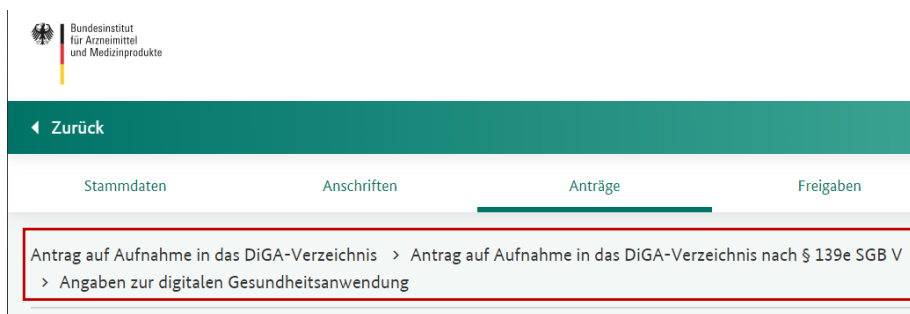 Bundesinstitut
für Arzneimittel
und Medizinprodukte
Zurück
Stammdaten Anschriften Anträge Freigaben
Antrag auf Aufnahme in das DiGA-Verzeichnis > Antrag auf Aufnahme in das DiGA-Verzeichnis nach § 139e SGB V
> Angaben zur digitalen Gesundheitsanwendung